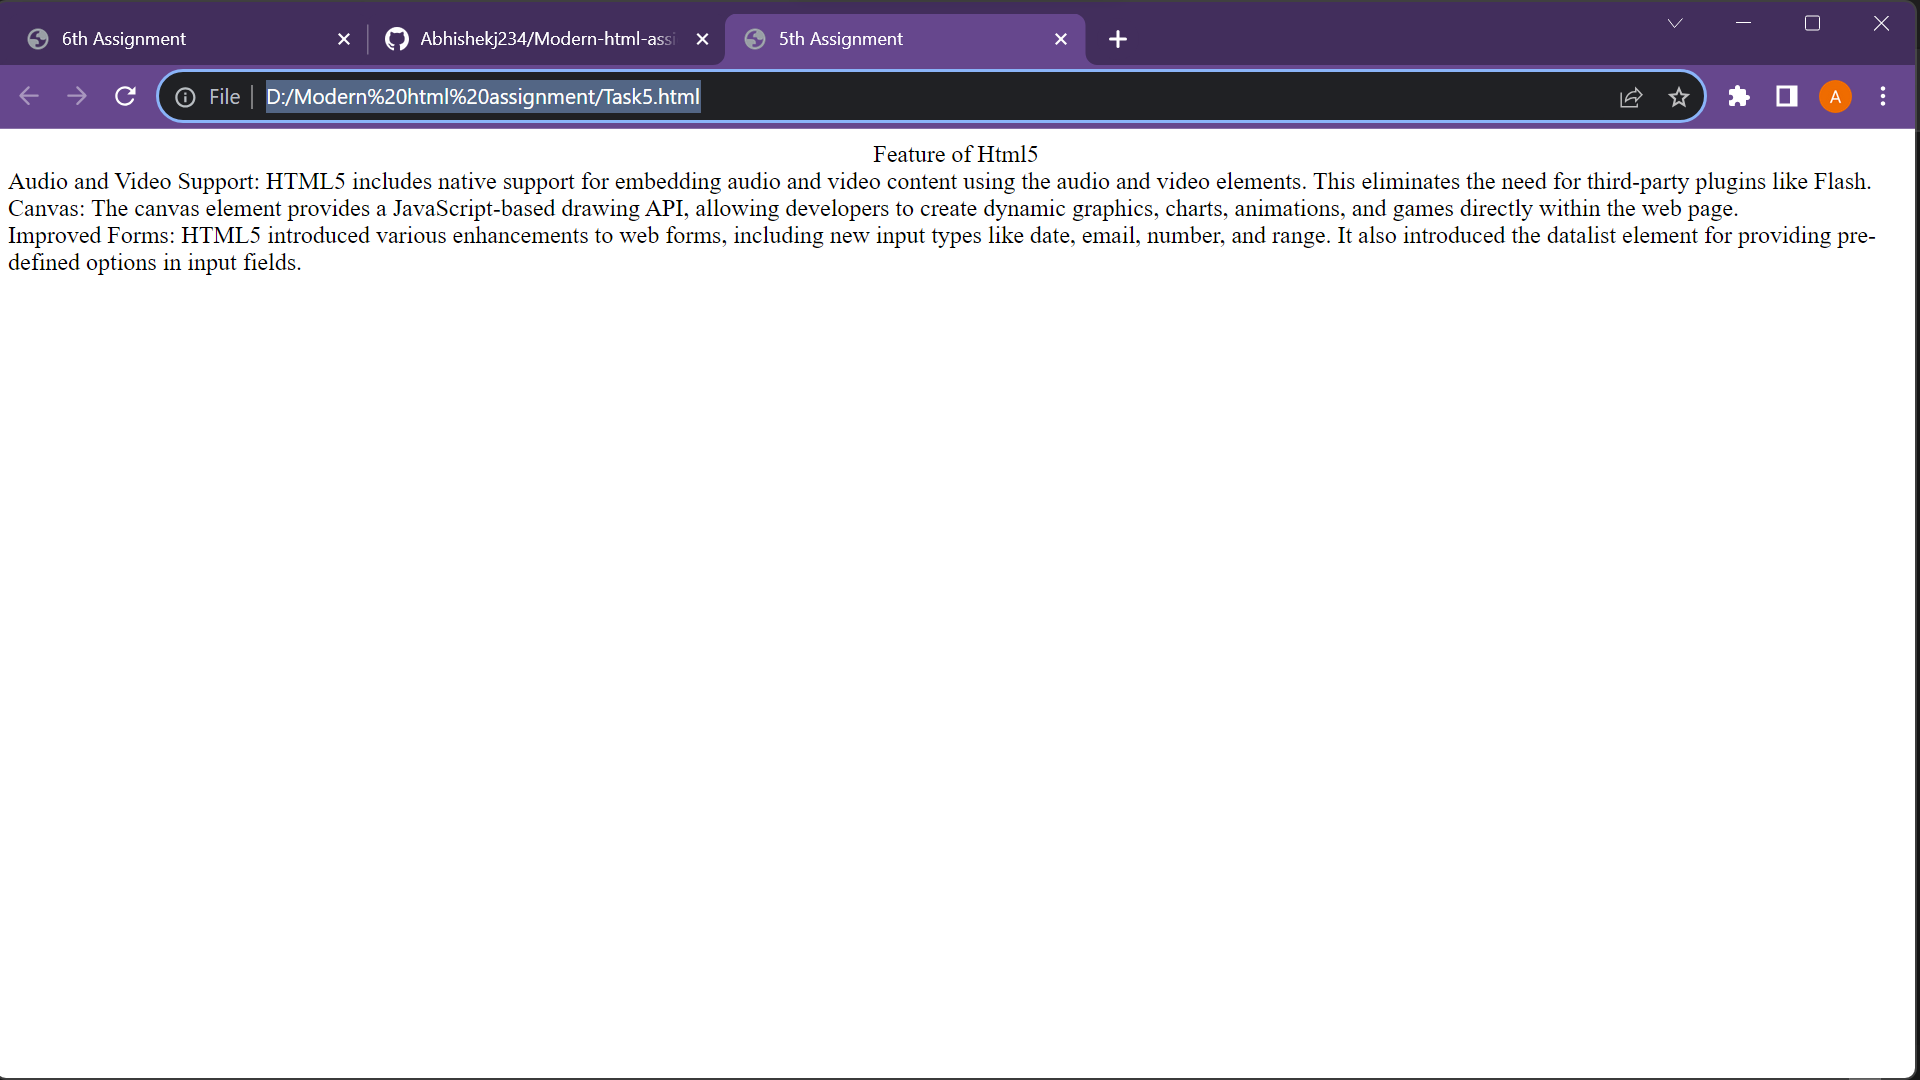 6th Assignment
Abhishekj234/Modern-html-assi
5th Assignment
File
D:/Modern%20html%20assignment/Task5.html
A
Feature of Html5
Audio and Video Support: HTML5 includes native support for embedding audio and video content using the audio and video elements. This eliminates the need for third-party plugins like Flash.
Canvas: The canvas element provides a JavaScript-based drawing API, allowing developers to create dynamic graphics, charts, animations, and games directly within the web page.
Improved Forms: HTML5 introduced various enhancements to web forms, including new input types like date, email, number, and range. It also introduced the datalist element for providing pre-
defined options in input fields.